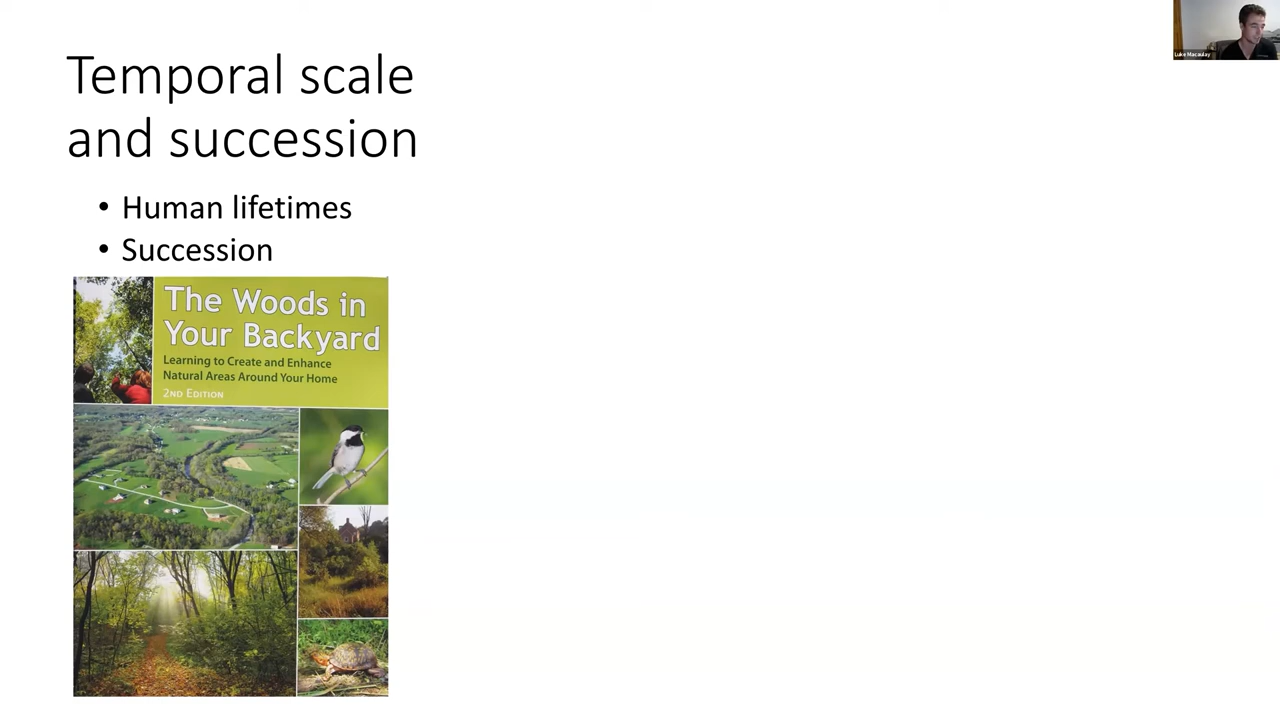 Temporal scale
and succession
• Human lifetimes
• Succession
The Woods in
Your Backyard
Learning to Create and Enhance
Natural Areas Around Your Home
2ND EDITION
Luke Macaulay